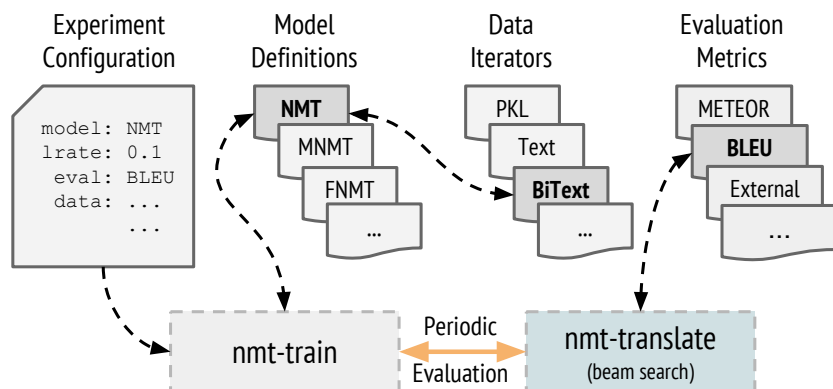 Experiment
Configuration
Model
Definitions
Data
Iterators
Evaluation
Metrics
model: NMT
lrate: 0.1
eval: BLEU
data: ...
...
NMT
MNMT
FNMT
...
PKL
Text
BiText
...
METEOR
BLEU
External
...
nmt-train
Periodic
Evaluation
nmt-translate
(beam search)